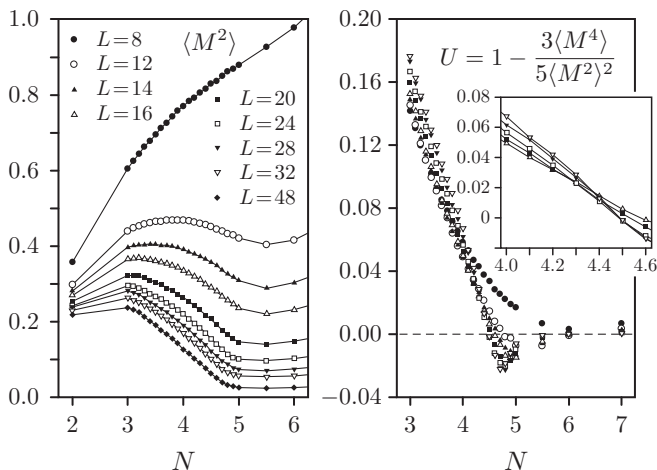 1.0
0.8
0.6
0.4
0.2
0.0
2 3 4 5 6
N
L=8
L=12
L=14
L=16
⟨M²⟩
L=20
L=24
L=28
L=32
L=48
0.20
0.16
0.12
0.08
0.04
0.00
−0.04
3 4 5 6 7
N
U = 1 − 3⟨M⁴⟩ / 5⟨M²⟩²
0.08
0.06
0.04
0.02
0
4.0 4.2 4.4 4.6